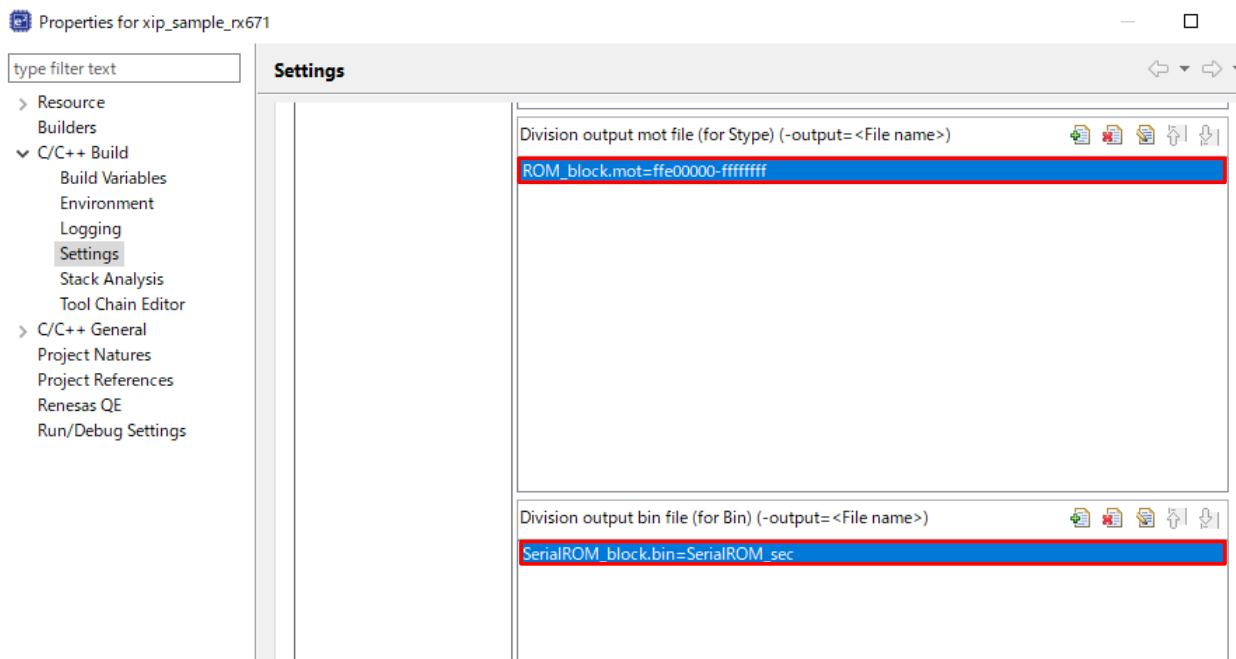 Properties for xip_sample_rx671
type filter text
Settings
Resource
Builders
C/C++ Build
Build Variables
Environment
Logging
Settings
Stack Analysis
Tool Chain Editor
C/C++ General
Project Natures
Project References
Renesas QE
Run/Debug Settings
Division output mot file (for Stype) (-output=<File name>)
ROM_block.mot=ffe00000-ffffffff
Division output bin file (for Bin) (-output=<File name>)
SerialROM_block.bin=SerialROM_sec